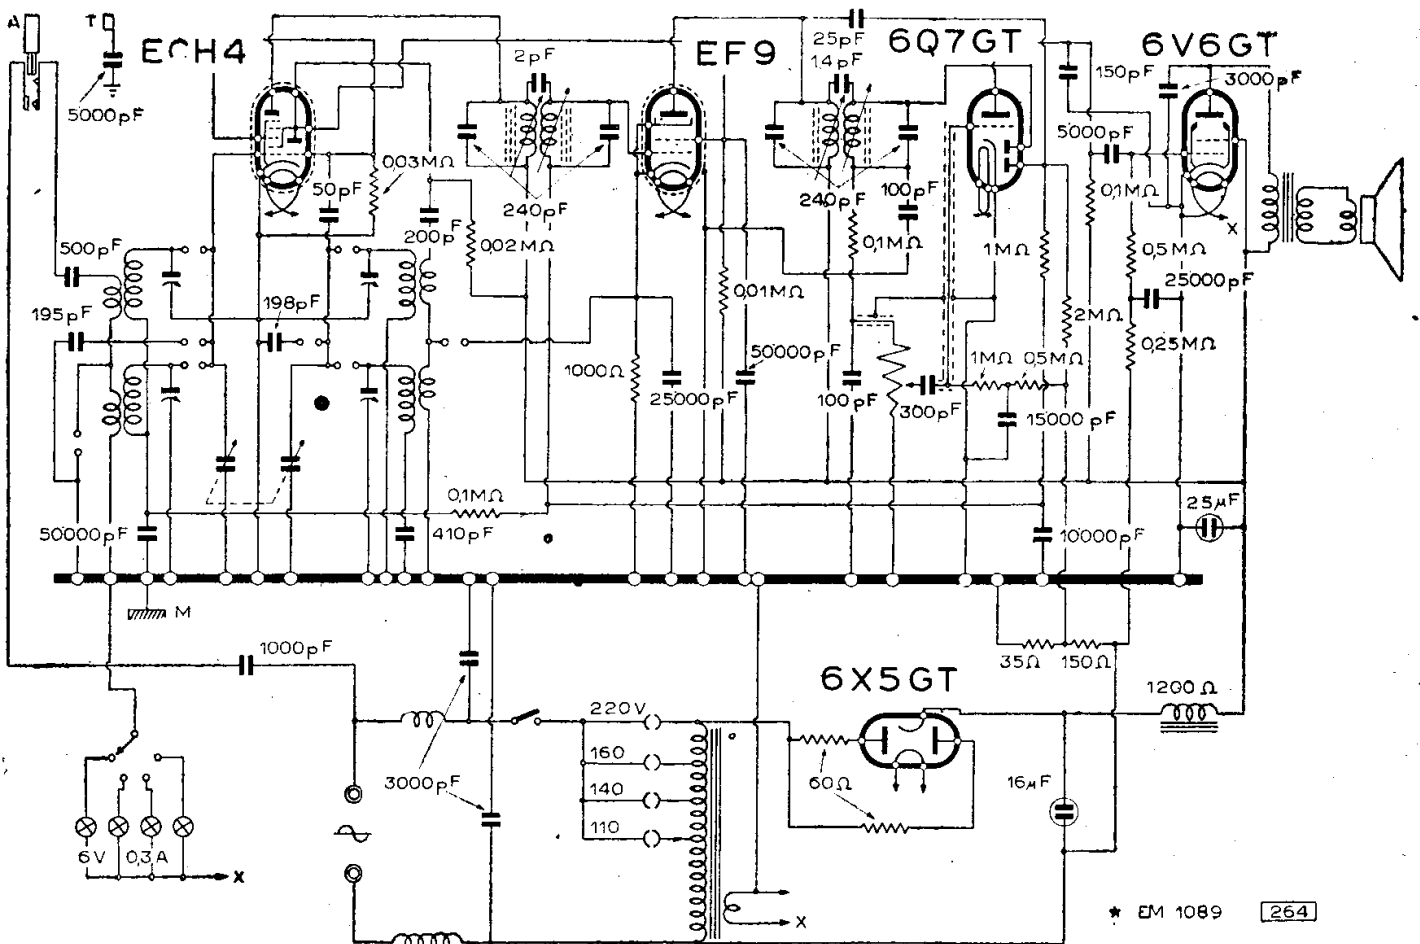 A
T
5000pF
ECH4
2pF
EF9
25pF
14pF
6Q7GT
150pF
6V6GT
3000pF
5000pF
0,03MΩ
50pF
240pF
200pF
0,02MΩ
240pF
100pF
0,1MΩ
0,1MΩ
1MΩ
X
0,5MΩ
25000pF
500pF
195pF
198pF
0,01MΩ
2MΩ
0,25MΩ
1000Ω
25000pF
50000pF
100pF
300pF
1MΩ
0,5MΩ
15000pF
0,1MΩ
410pF
50000pF
10000pF
25µF
M
1000pF
35Ω
150Ω
6X5GT
1200Ω
220V
160
140
110
3000pF
60Ω
16µF
6V
0,3A
X
X
* EM 1089
264